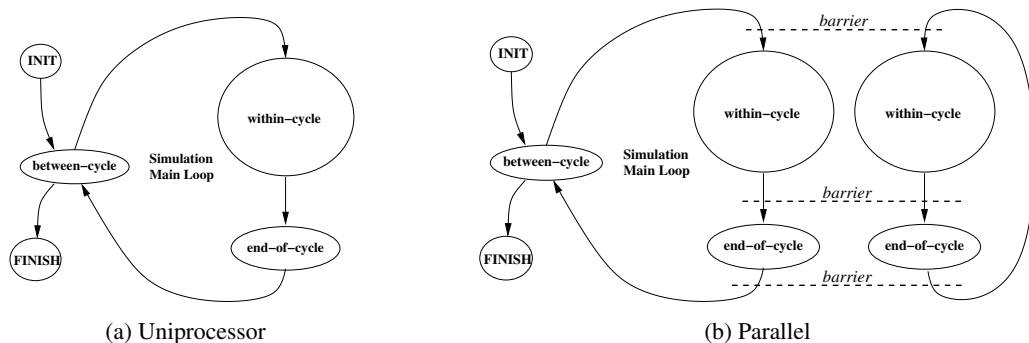 INIT
within−cycle
between−cycle
Simulation
Main Loop
end−of−cycle
FINISH
(a) Uniprocessor
barrier
INIT
within−cycle
within−cycle
between−cycle
Simulation
Main Loop
barrier
end−of−cycle
end−of−cycle
FINISH
barrier
(b) Parallel